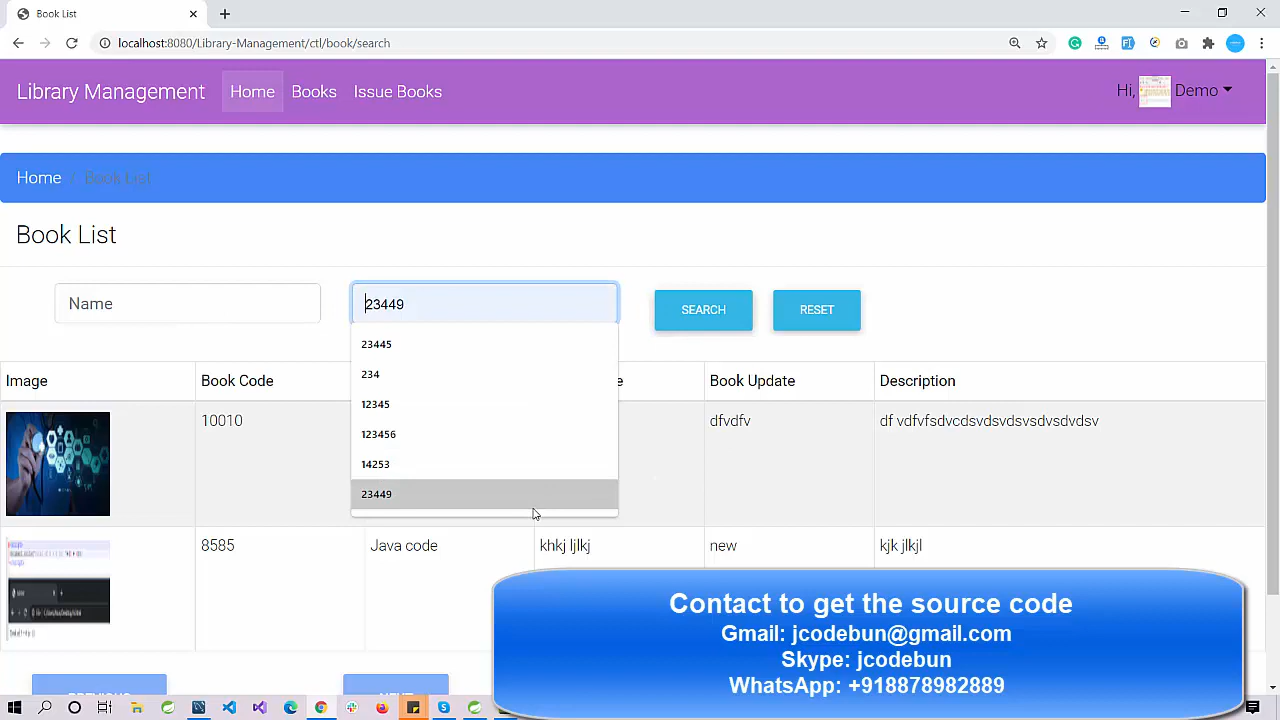 Book List
localhost:8080/Library-Management/ctl/book/search
Library Management Home Books Issue Books Hi, Demo
Home / Book List
Book List
Name 23449 SEARCH RESET
23445
234
12345
123456
14253
23449
Image Book Code Book Update Description
10010 dfvdfv
8585 Java code khkj ljlkj new kjk jlkjl
Contact to get the source code
Gmail: jcodebun@gmail.com
Skype: jcodebun
WhatsApp: +918878982889